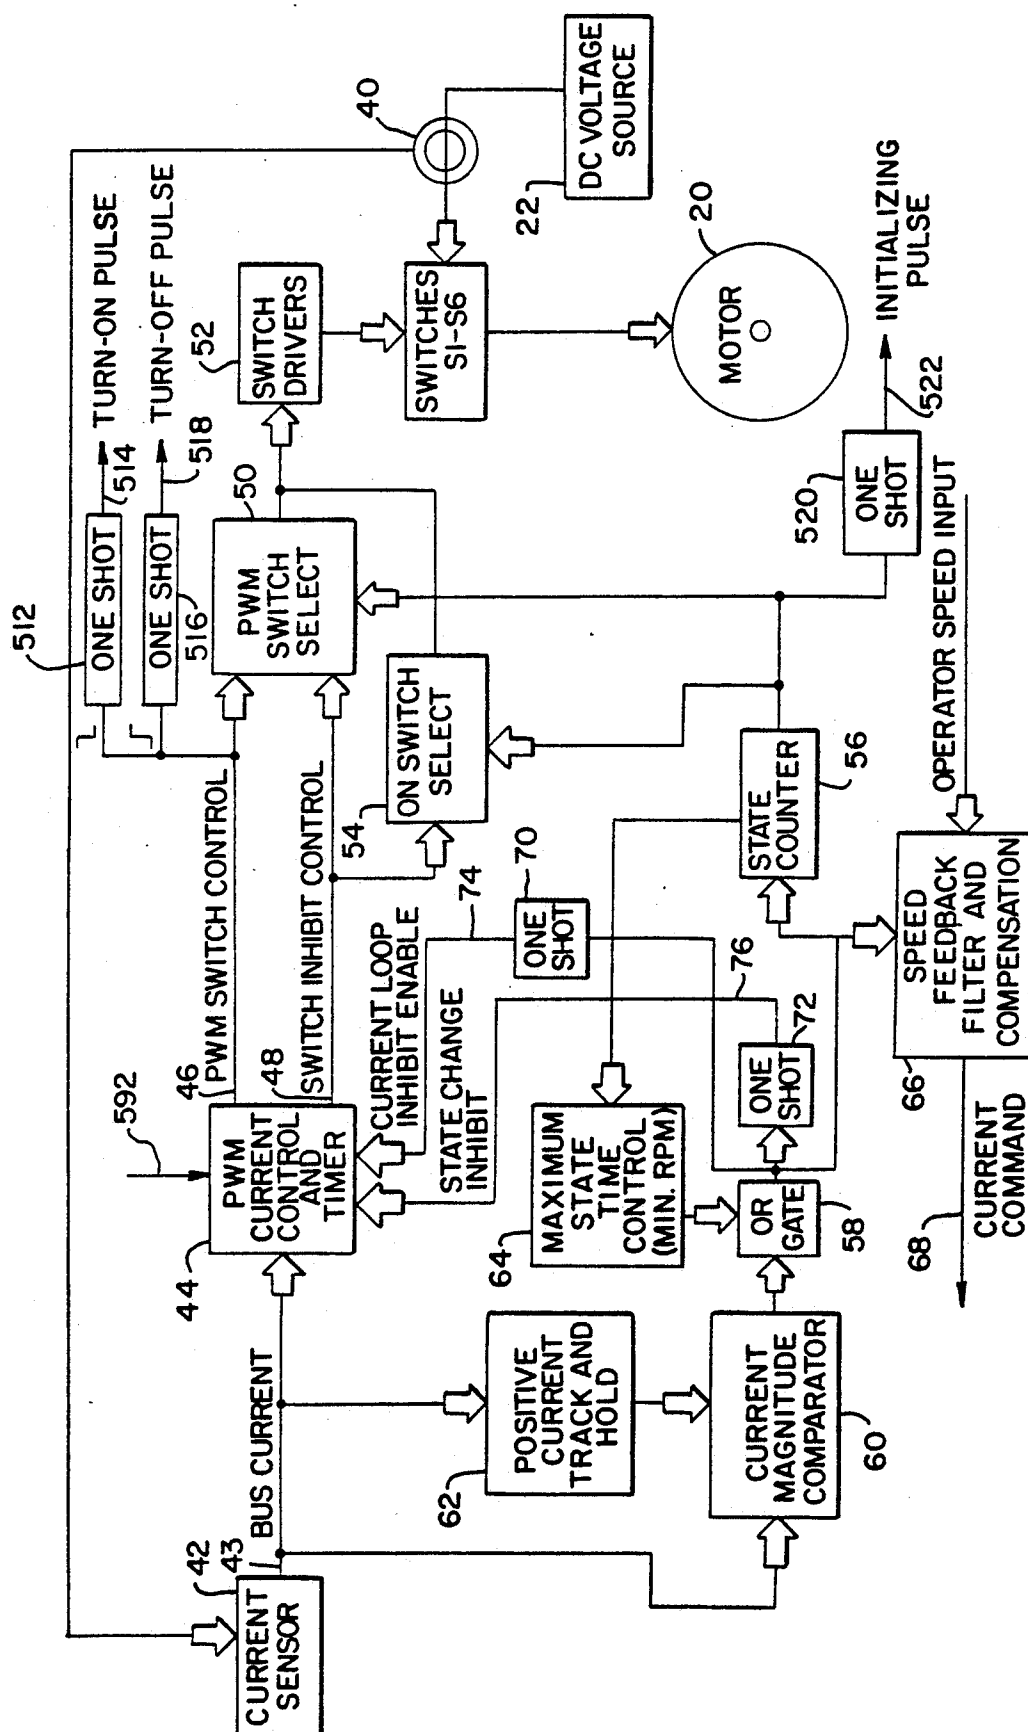 CURRENT
SENSOR
42
43
BUS CURRENT
44
PWM
CURRENT
CONTROL
AND
TIMER
592
46
PWM SWITCH CONTROL
48
SWITCH INHIBIT CONTROL
CURRENT LOOP
INHIBIT ENABLE
74
STATE CHANGE
INHIBIT
76
512
ONE SHOT
514
TURN-ON PULSE
ONE SHOT
516
518
TURN-OFF PULSE
PWM
SWITCH
SELECT
50
54
ON SWITCH
SELECT
52
SWITCH
DRIVERS
SWITCHES
S1-S6
40
22
DC VOLTAGE
SOURCE
MOTOR
20
62
POSITIVE
CURRENT
TRACK AND
HOLD
CURRENT
MAGNITUDE
COMPARATOR
60
64
MAXIMUM
STATE
TIME
CONTROL
(MIN. RPM)
OR
GATE
58
ONE
SHOT
72
ONE
SHOT
70
STATE
COUNTER
56
520
ONE
SHOT
522
INITIALIZING
PULSE
OPERATOR SPEED INPUT
SPEED
FEEDBACK
FILTER AND
COMPENSATION
66
68
CURRENT
COMMAND